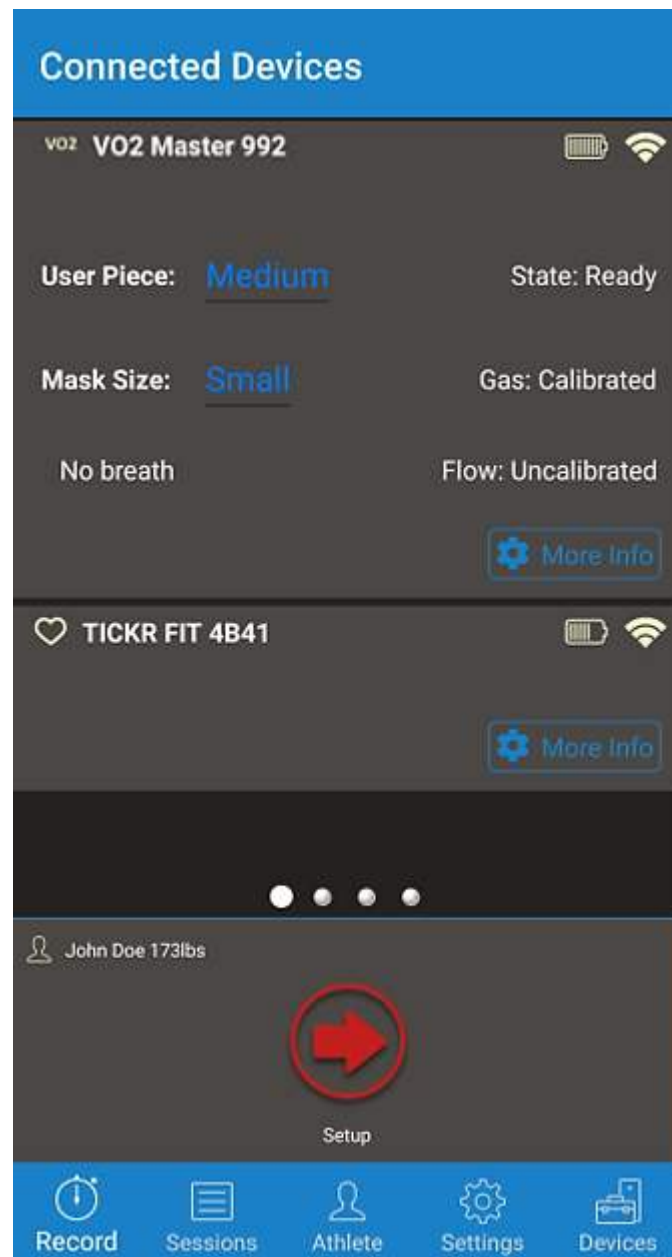 Connected Devices
VO2 VO2 Master 992
User Piece: Medium State: Ready
Mask Size: Small Gas: Calibrated
No breath Flow: Uncalibrated
More Info
TICKR FIT 4B41
More Info
John Doe 173lbs
Setup
Record Sessions Athlete Settings Devices